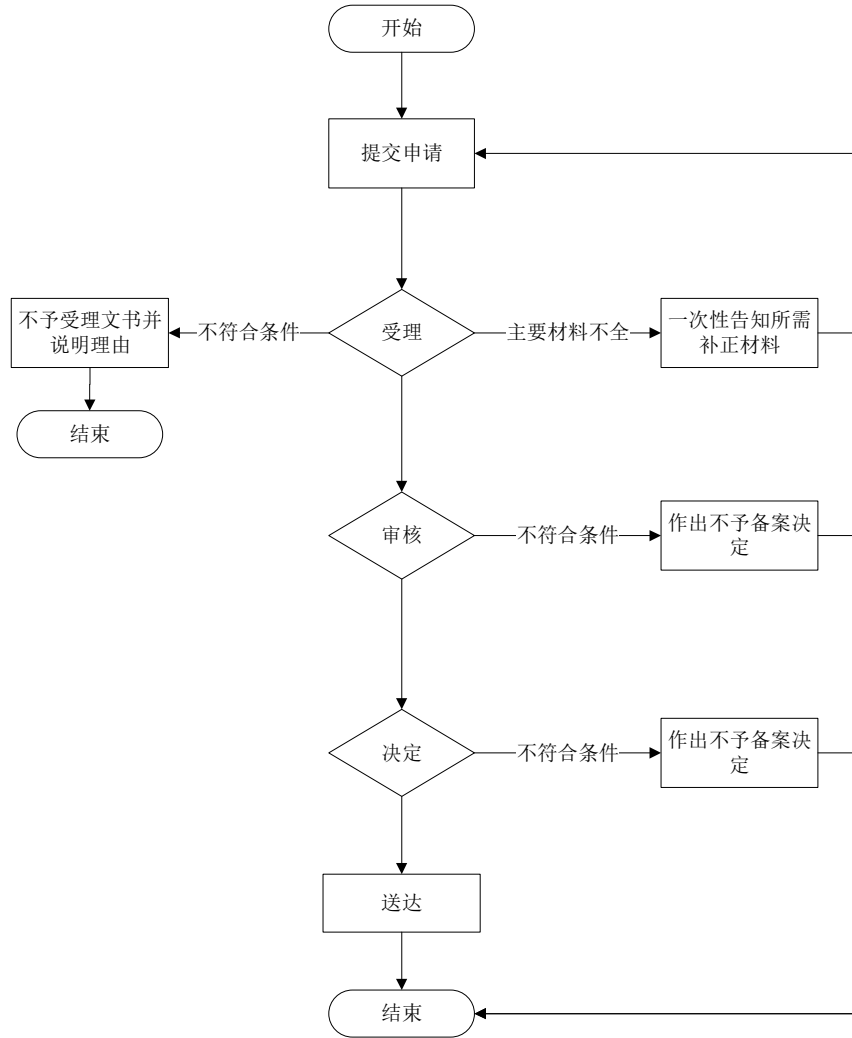 开始
提交申请
不予受理文书并
说明理由
不符合条件
受理
主要材料不全
一次性告知所需
补正材料
结束
审核
不符合条件
作出不予备案决
定
决定
不符合条件
作出不予备案决
定
送达
结束